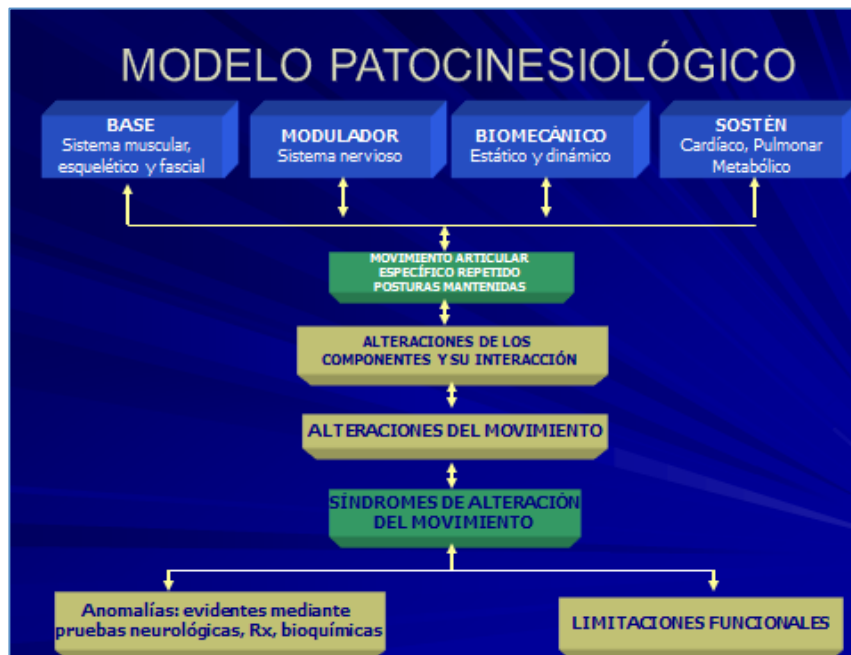 MODELO PATOCINESIOLÓGICO
BASE
Sistema muscular,
esquelético y fascial
MODULADOR
Sistema nervioso
BIOMECÁNICO
Estático y dinámico
SOSTÉN
Cardíaco, Pulmonar
Metabólico
MOVIMIENTO ARTICULAR
ESPECÍFICO REPETIDO
POSTURAS MANTENIDAS
ALTERACIONES DE LOS
COMPONENTES Y SU INTERACCIÓN
ALTERACIONES DEL MOVIMIENTO
SÍNDROMES DE ALTERACIÓN
DEL MOVIMIENTO
Anomalías: evidentes mediante
pruebas neurológicas, Rx, bioquímicas
LIMITACIONES FUNCIONALES